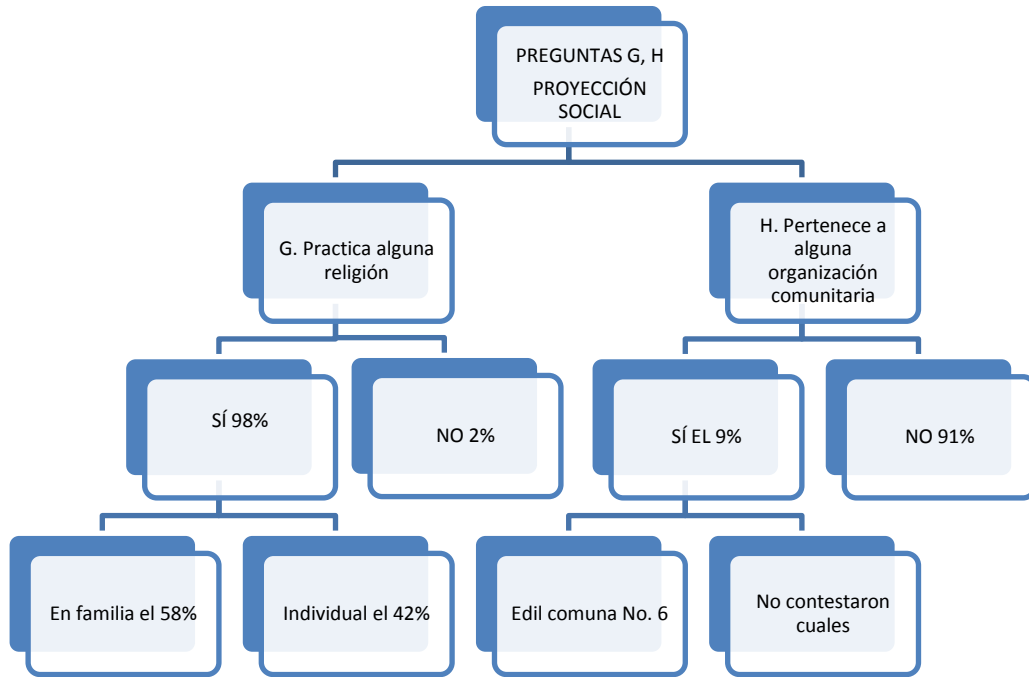 PREGUNTAS G, H
PROYECCIÓN
SOCIAL
G. Practica alguna
religión
H. Pertenece a
alguna
organización
comunitaria
SÍ 98%
NO 2%
SÍ EL 9%
NO 91%
En familia el 58%
Individual el 42%
Edil comuna No. 6
No contestaron
cuales